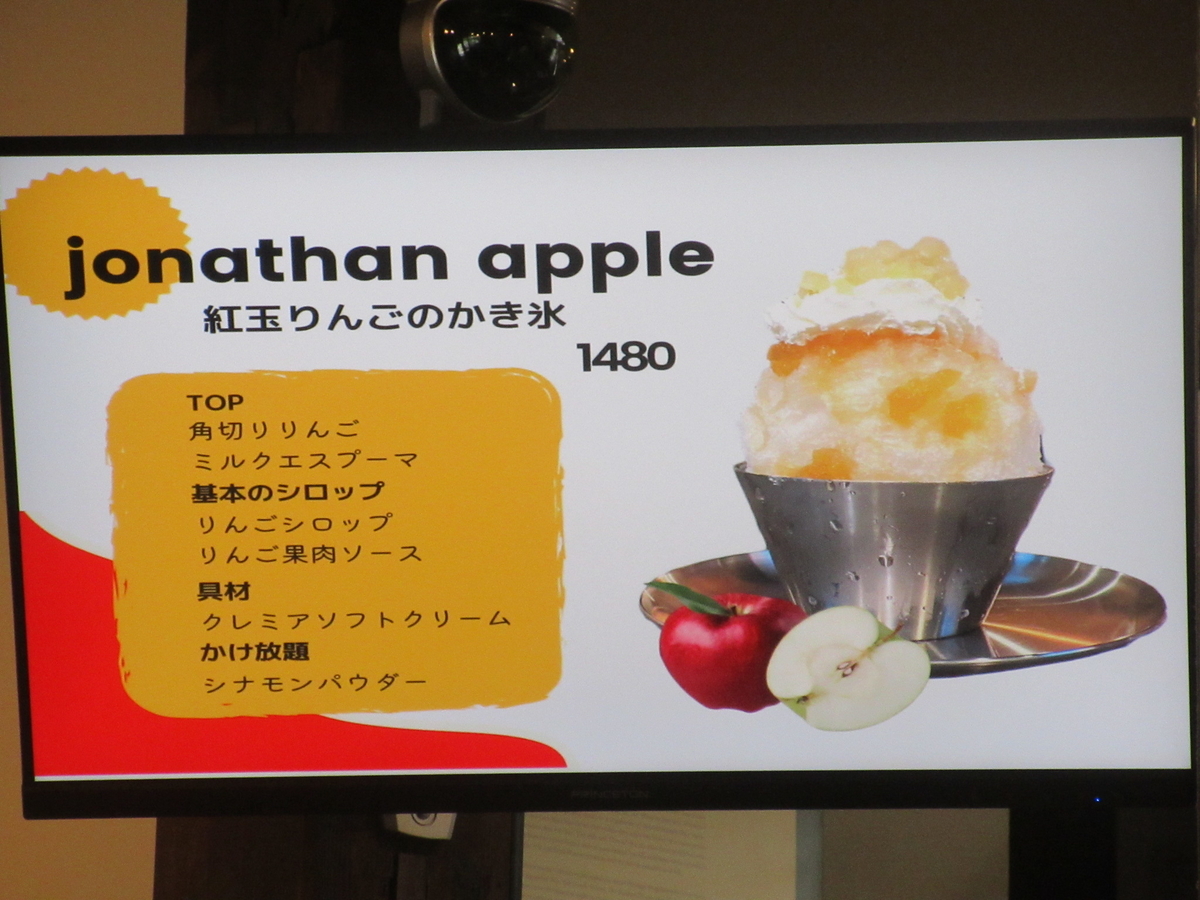 jonathan apple
紅玉りんごのかき氷
1480
TOP
角切りりんご
ミルクエスプーマ
基本のシロップ
りんごシロップ
りんご果肉ソース
具材
クレミアソフトクリーム
かけ放題
シナモンパウダー
PRINCETON